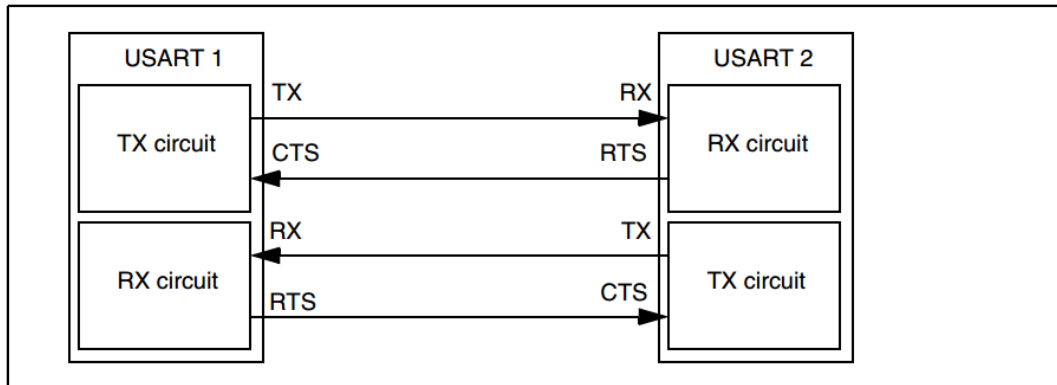 USART 1
USART 2
TX
RX
TX circuit
RX circuit
CTS
RTS
RX
TX
RX circuit
TX circuit
RTS
CTS